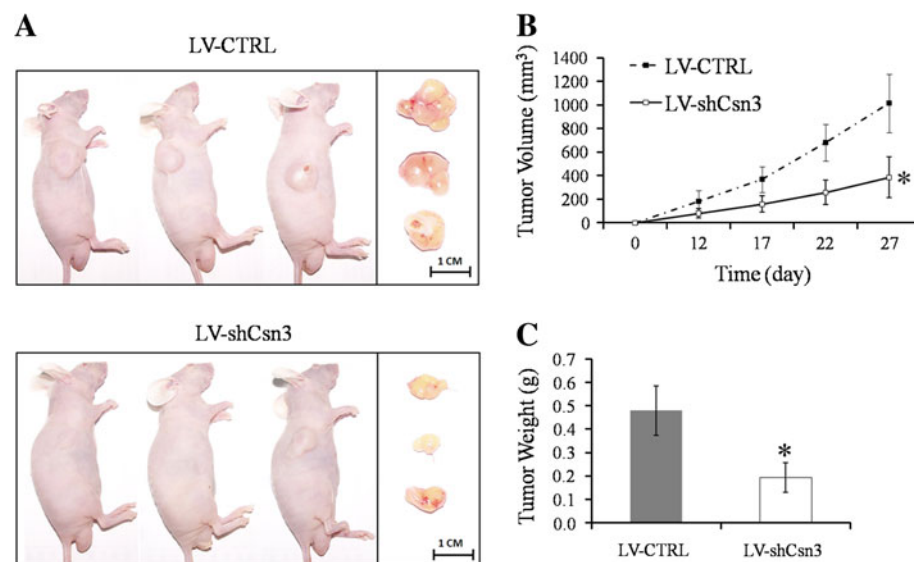 A
LV-CTRL
1 CM
LV-shCsn3
1 CM
B
Tumor Volume (mm³)
1400
1200
1000
800
600
400
200
0
LV-CTRL
LV-shCsn3
*
0 12 17 22 27
Time (day)
C
Tumor Weight (g)
0.7
0.6
0.5
0.4
0.3
0.2
0.1
0.0
*
LV-CTRL LV-shCsn3